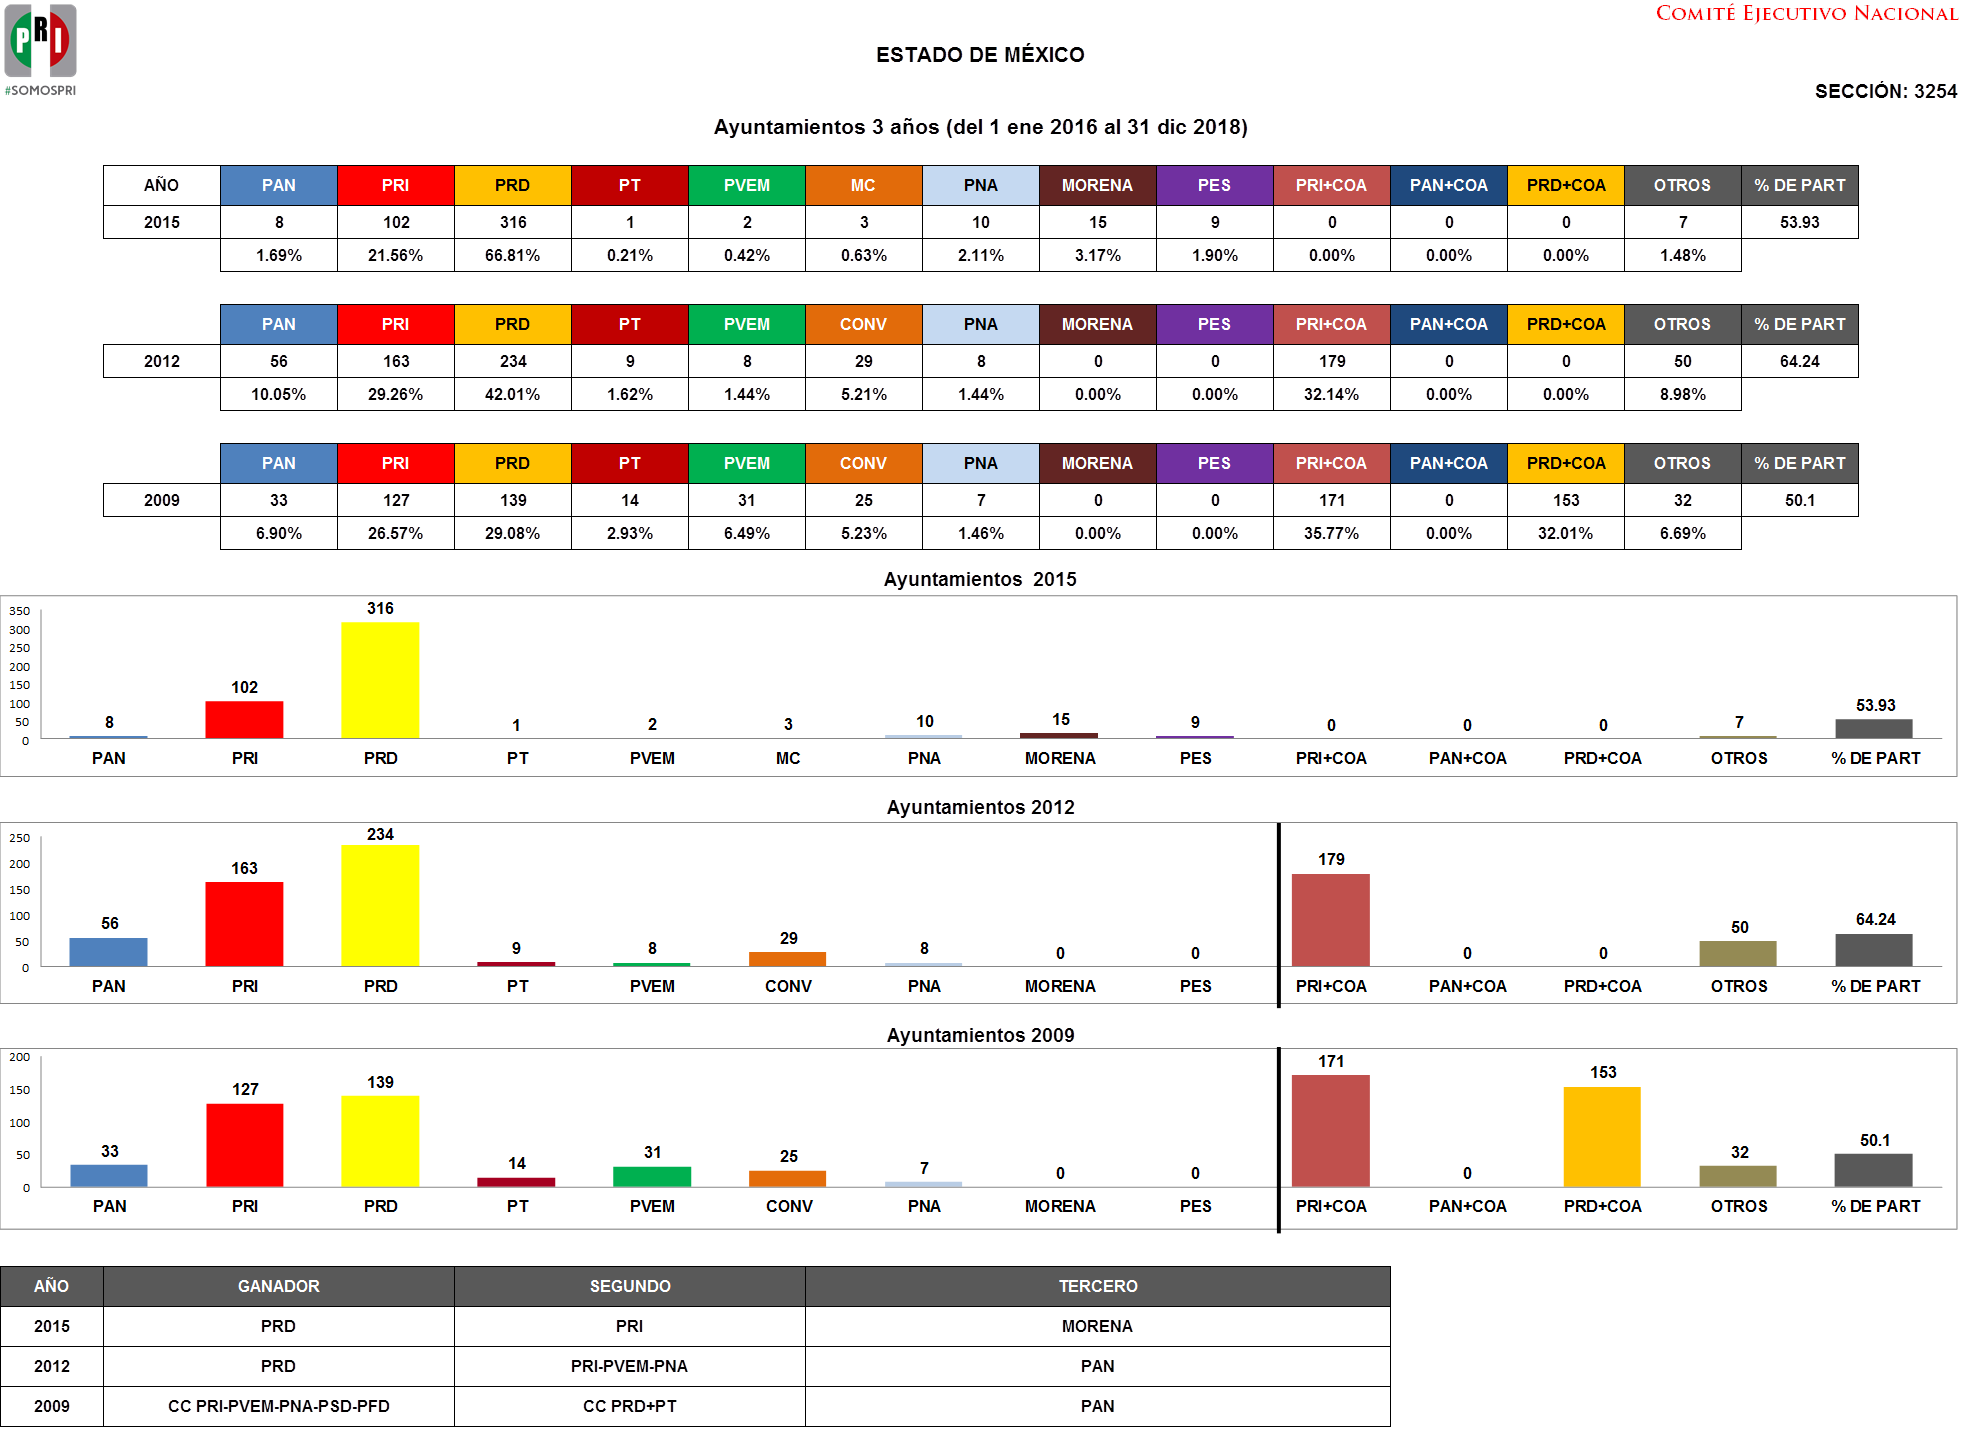 PRI
#SOMOSPRI
COMITÉ EJECUTIVO NACIONAL
ESTADO DE MÉXICO
SECCIÓN: 3254
Ayuntamientos 3 años (del 1 ene 2016 al 31 dic 2018)
AÑO PAN PRI PRD PT PVEM MC PNA MORENA PES PRI+COA PAN+COA PRD+COA OTROS % DE PART
2015 8 102 316 1 2 3 10 15 9 0 0 0 7 53.93
1.69% 21.56% 66.81% 0.21% 0.42% 0.63% 2.11% 3.17% 1.90% 0.00% 0.00% 0.00% 1.48%
PAN PRI PRD PT PVEM CONV PNA MORENA PES PRI+COA PAN+COA PRD+COA OTROS % DE PART
2012 56 163 234 9 8 29 8 0 0 179 0 0 50 64.24
10.05% 29.26% 42.01% 1.62% 1.44% 5.21% 1.44% 0.00% 0.00% 32.14% 0.00% 0.00% 8.98%
PAN PRI PRD PT PVEM CONV PNA MORENA PES PRI+COA PAN+COA PRD+COA OTROS % DE PART
2009 33 127 139 14 31 25 7 0 0 171 0 153 32 50.1
6.90% 26.57% 29.08% 2.93% 6.49% 5.23% 1.46% 0.00% 0.00% 35.77% 0.00% 32.01% 6.69%
Ayuntamientos 2015
350
300
250
200
150
100
50
0
8 102 316 1 2 3 10 15 9 0 0 0 7 53.93
PAN PRI PRD PT PVEM MC PNA MORENA PES PRI+COA PAN+COA PRD+COA OTROS % DE PART
Ayuntamientos 2012
250
200
150
100
50
0
56 163 234 9 8 29 8 0 0 179 0 0 50 64.24
PAN PRI PRD PT PVEM CONV PNA MORENA PES PRI+COA PAN+COA PRD+COA OTROS % DE PART
Ayuntamientos 2009
200
150
100
50
0
33 127 139 14 31 25 7 0 0 171 0 153 32 50.1
PAN PRI PRD PT PVEM CONV PNA MORENA PES PRI+COA PAN+COA PRD+COA OTROS % DE PART
AÑO GANADOR SEGUNDO TERCERO
2015 PRD PRI MORENA
2012 PRD PRI-PVEM-PNA PAN
2009 CC PRI-PVEM-PNA-PSD-PFD CC PRD+PT PAN